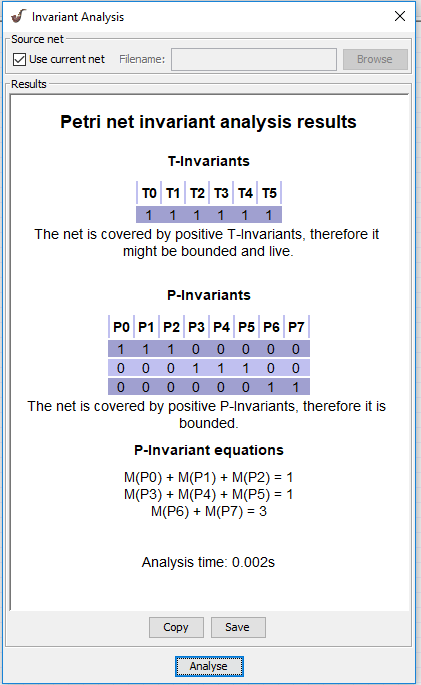 Invariant Analysis
Source net
Use current net Filename: Browse
Results
Petri net invariant analysis results
T-Invariants
T0 T1 T2 T3 T4 T5
1 1 1 1 1 1
The net is covered by positive T-Invariants, therefore it
might be bounded and live.
P-Invariants
P0 P1 P2 P3 P4 P5 P6 P7
1 1 1 0 0 0 0 0
0 0 0 1 1 1 0 0
0 0 0 0 0 0 1 1
The net is covered by positive P-Invariants, therefore it is
bounded.
P-Invariant equations
M(P0) + M(P1) + M(P2) = 1
M(P3) + M(P4) + M(P5) = 1
M(P6) + M(P7) = 3
Analysis time: 0.002s
Copy Save
Analyse